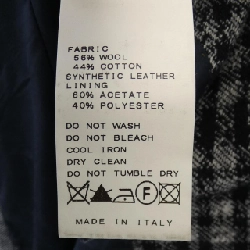 FABRIC
56% WOOL
44% COTTON
SYNTHETIC LEATHER
LINING
60% ACETATE
40% POLYESTER
DO NOT WASH
DO NOT BLEACH
COOL IRON
DRY CLEAN
DO NOT TUMBLE DRY
F
MADE IN ITALY